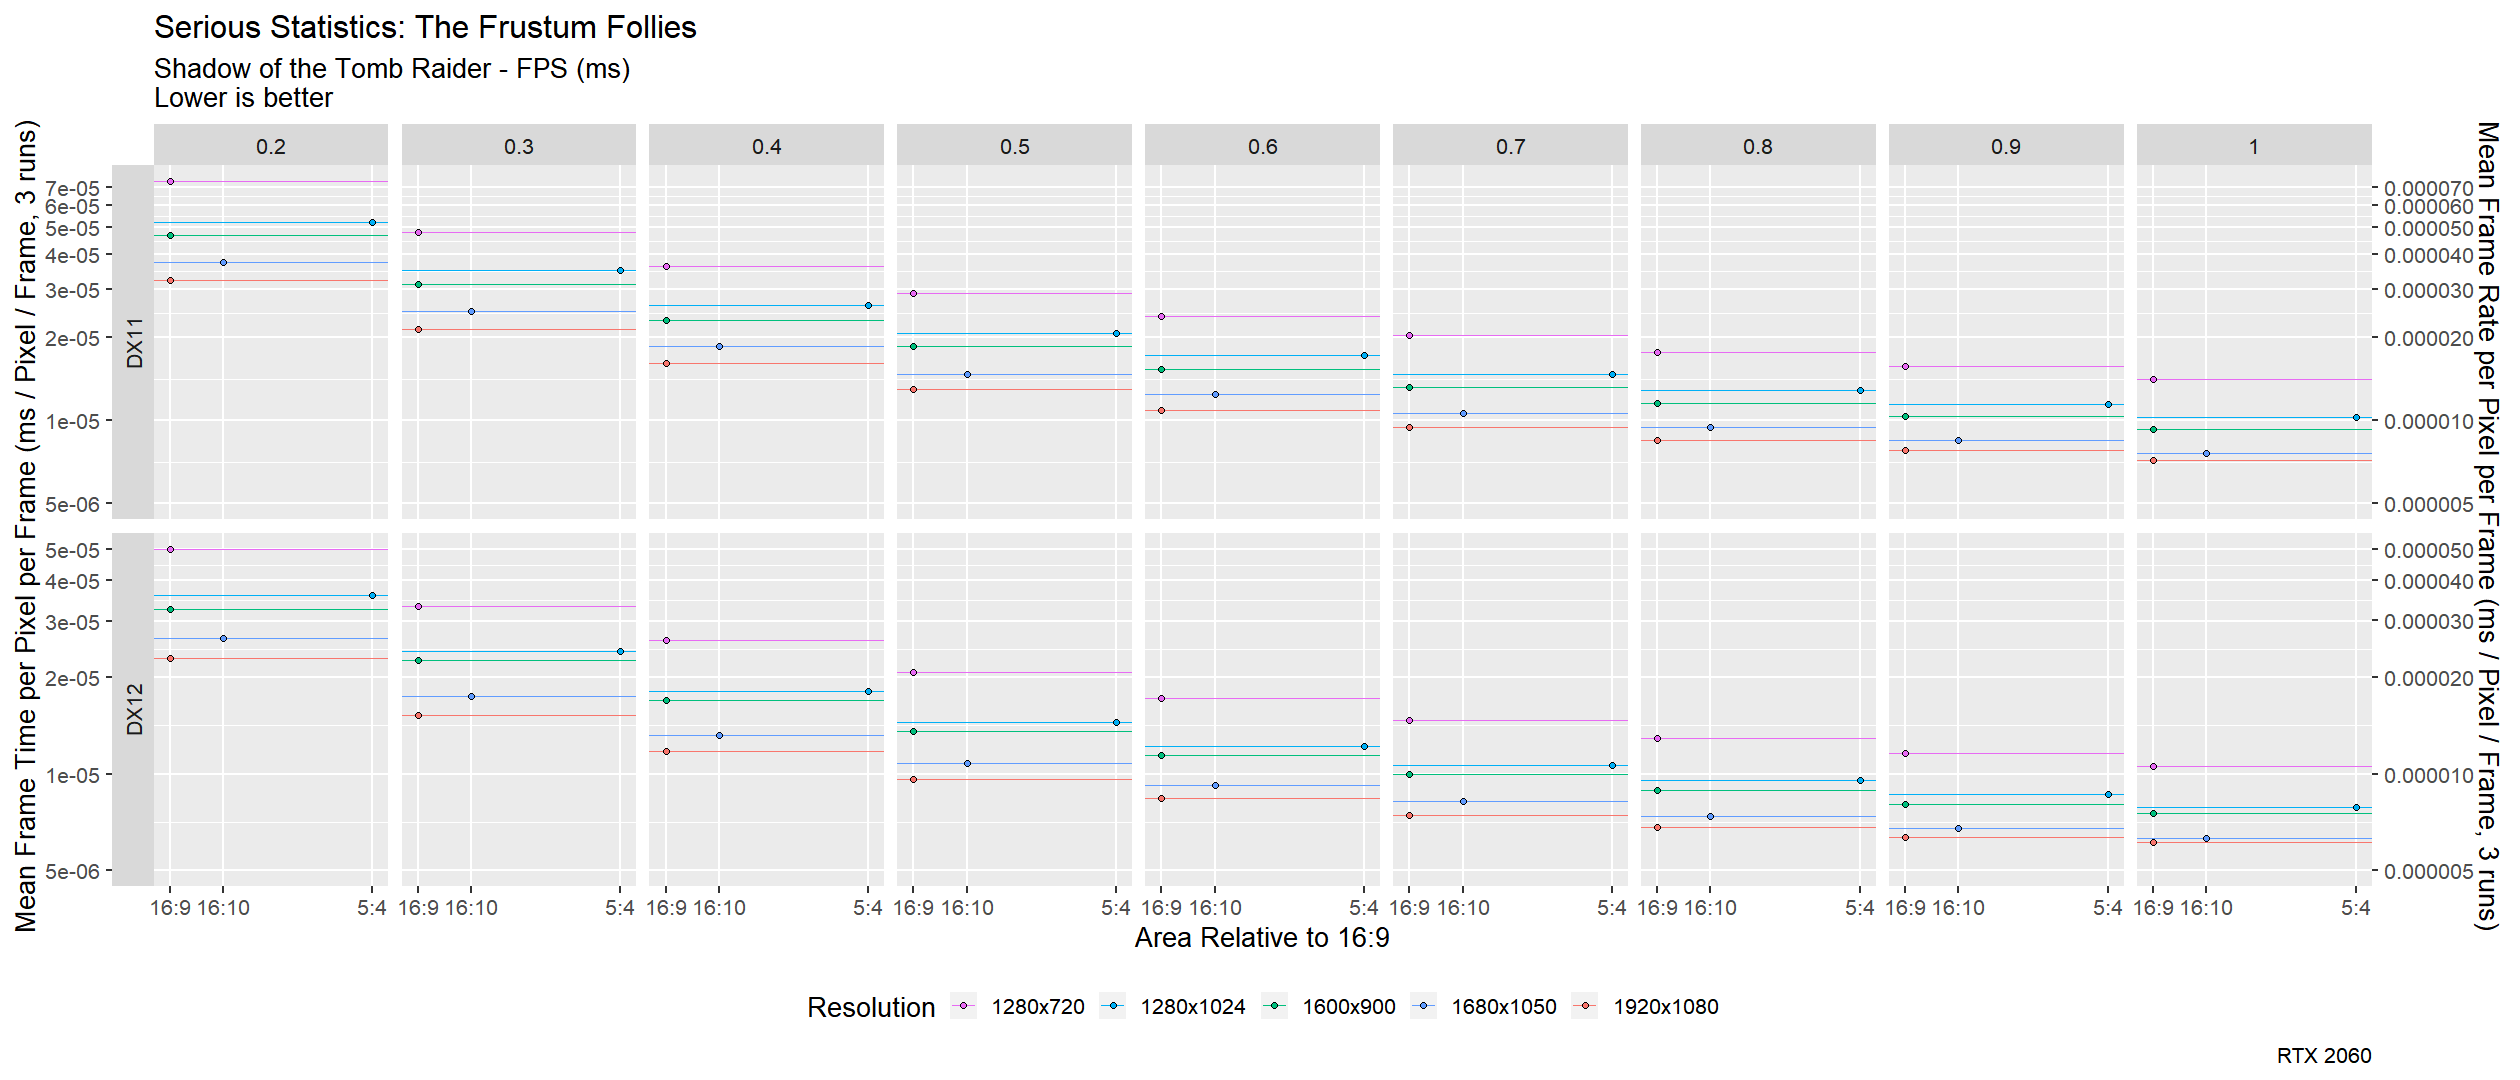 Serious Statistics: The Frustum Follies
Shadow of the Tomb Raider - FPS (ms)
Lower is better
Mean Frame Time per Pixel per Frame (ms / Pixel / Frame, 3 runs)
0.2 0.3 0.4 0.5 0.6 0.7 0.8 0.9 1
DX11
7e-05
6e-05
5e-05
4e-05
3e-05
2e-05
1e-05
5e-06
0.000070
0.000060
0.000050
0.000040
0.000030
0.000020
0.000010
0.000005
DX12
5e-05
4e-05
3e-05
2e-05
1e-05
5e-06
0.000050
0.000040
0.000030
0.000020
0.000010
0.000005
Mean Frame Rate per Pixel per Frame (ms / Pixel / Frame, 3 runs)
16:9 16:10 5:4 16:9 16:10 5:4 16:9 16:10 5:4 16:9 16:10 5:4 16:9 16:10 5:4 16:9 16:10 5:4 16:9 16:10 5:4 16:9 16:10 5:4 16:9 16:10 5:4
Area Relative to 16:9
Resolution 1280x720 1280x1024 1600x900 1680x1050 1920x1080
RTX 2060